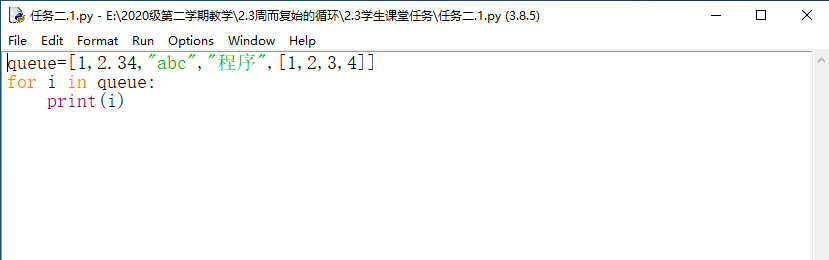 任务二.1.py - E:\2020级第二学期教学\2.3周而复始的循环\2.3学生课堂任务\任务二.1.py (3.8.5)
File Edit Format Run Options Window Help
queue=[1,2.34,"abc","程序",[1,2,3,4]]
for i in queue:
    print(i)